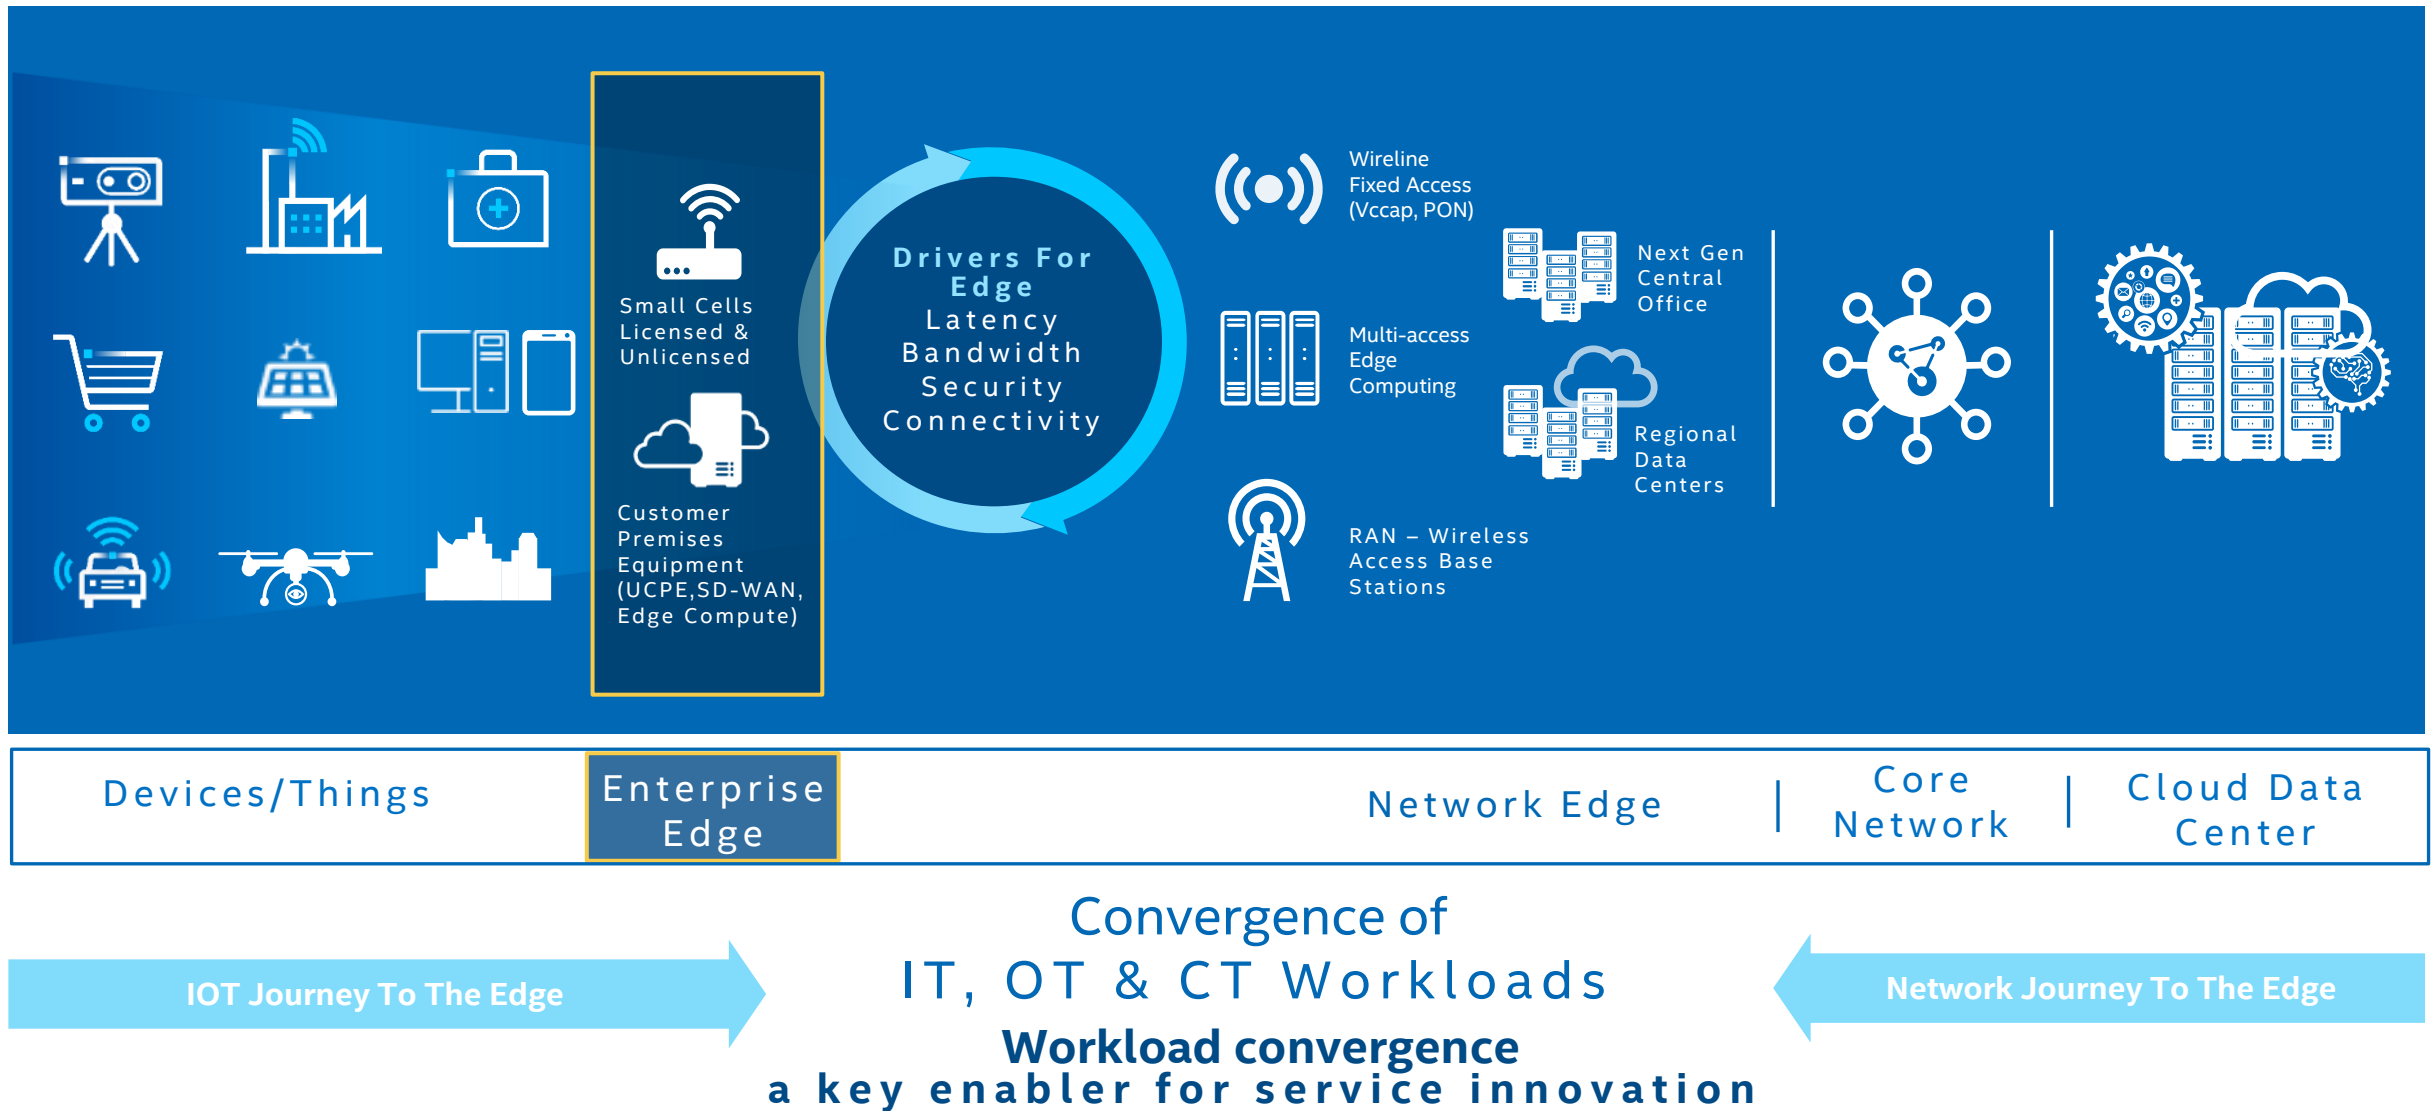 Small Cells
Licensed &
Unlicensed
Customer
Premises
Equipment
(UCPE,SD-WAN,
Edge Compute)
Drivers For
Edge
Latency
Bandwidth
Security
Connectivity
Wireline
Fixed Access
(Vccap, PON)
Multi-access
Edge
Computing
RAN – Wireless
Access Base
Stations
Next Gen
Central
Office
Regional
Data
Centers
Devices/Things
Enterprise
Edge
Network Edge
Core
Network
Cloud Data
Center
IOT Journey To The Edge
Convergence of
IT, OT & CT Workloads
Workload convergence
a key enabler for service innovation
Network Journey To The Edge